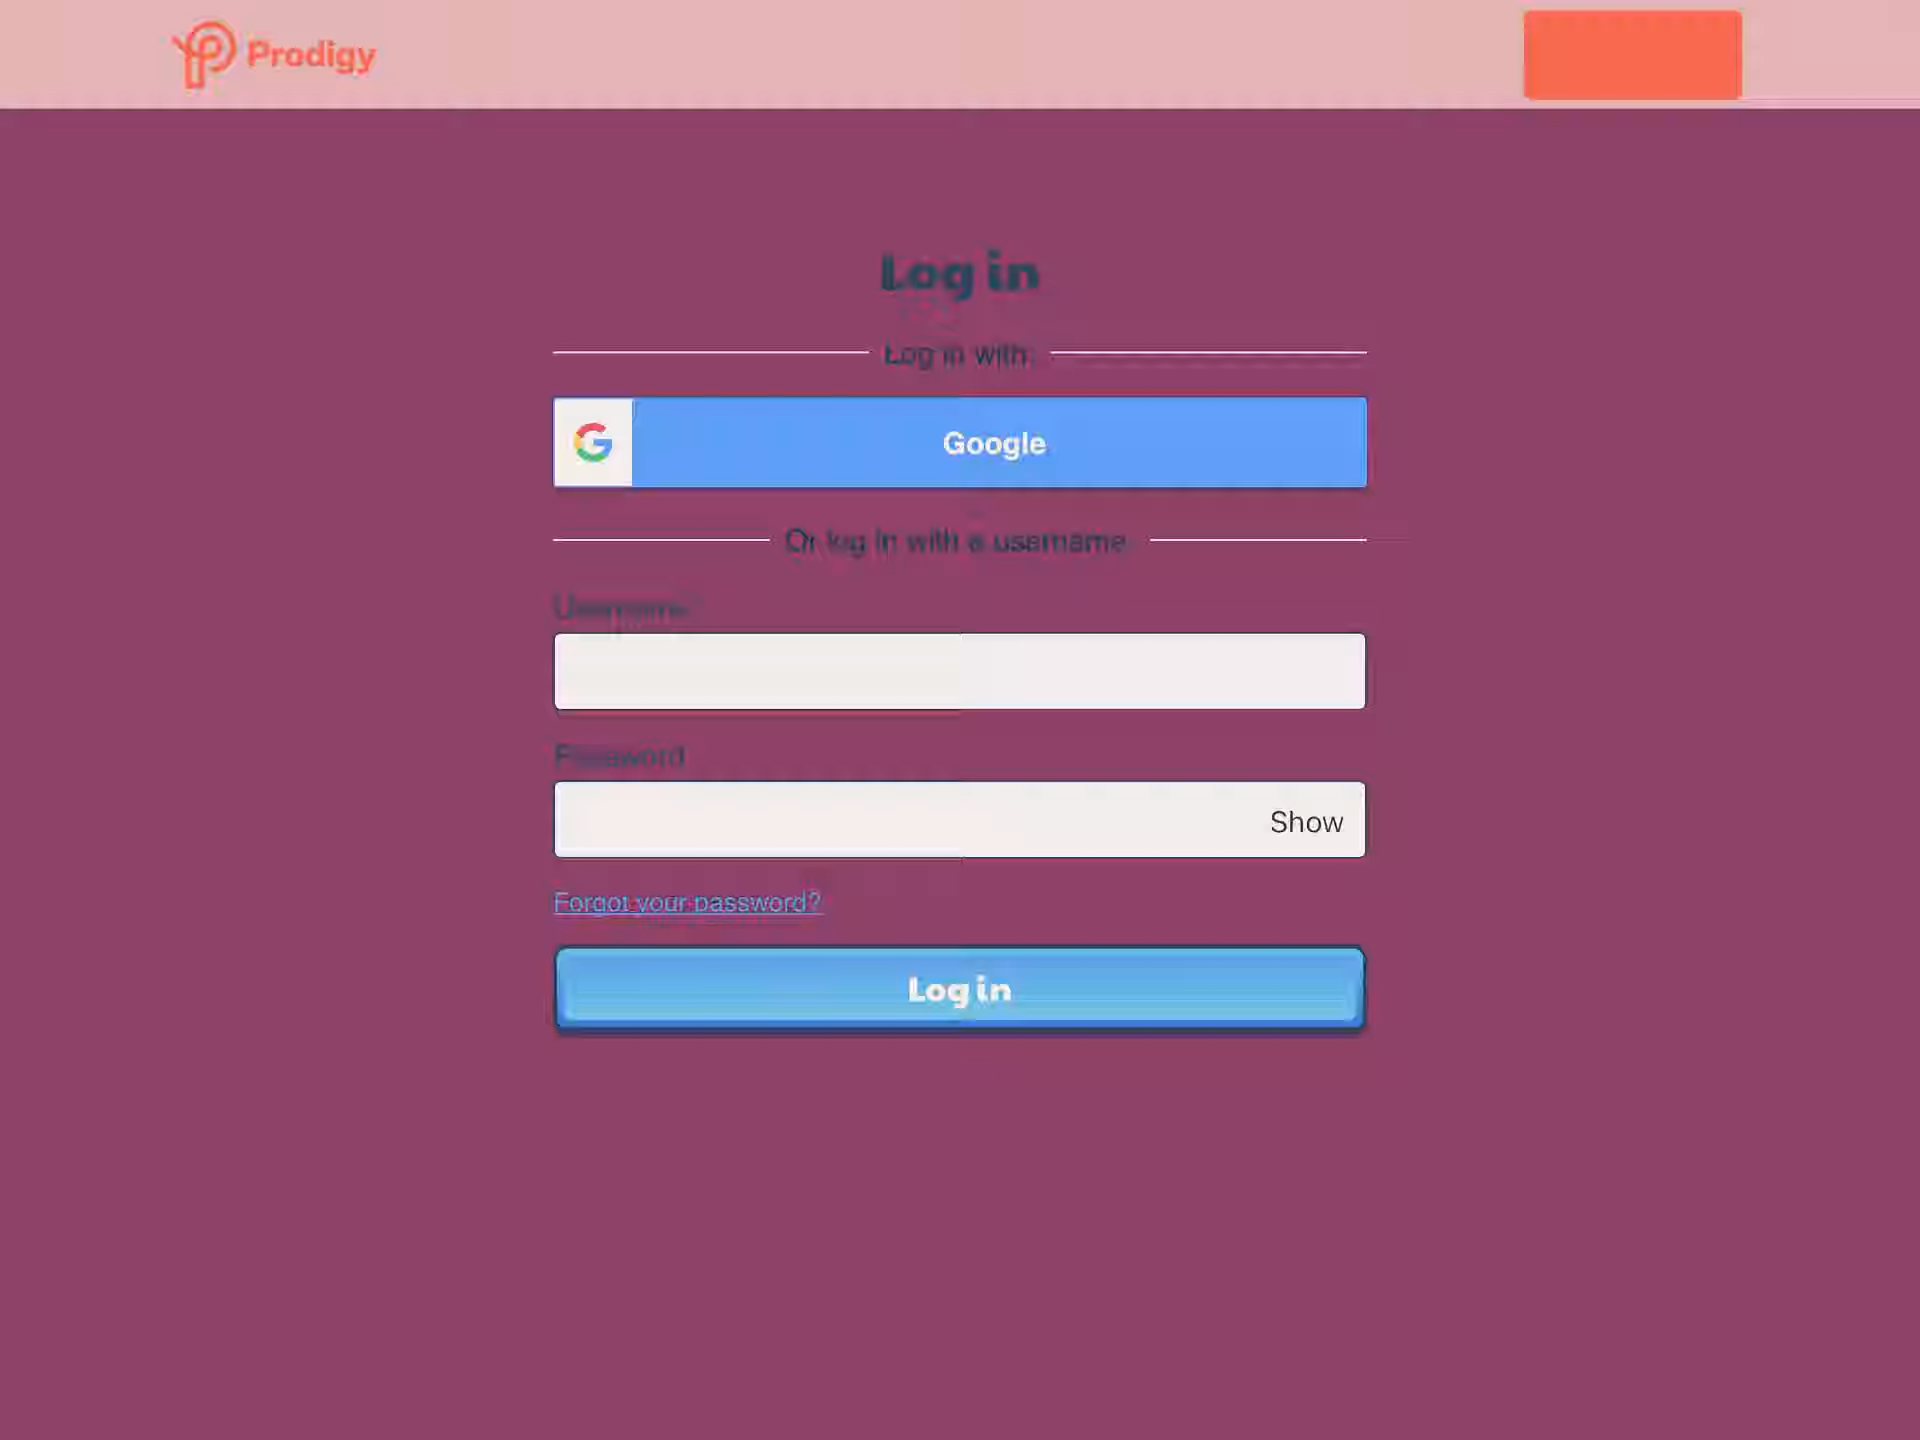 Prodigy
Log in
Log in with:
Google
Or log in with a username
Username
Password
Show
Forgot your password?
Log in